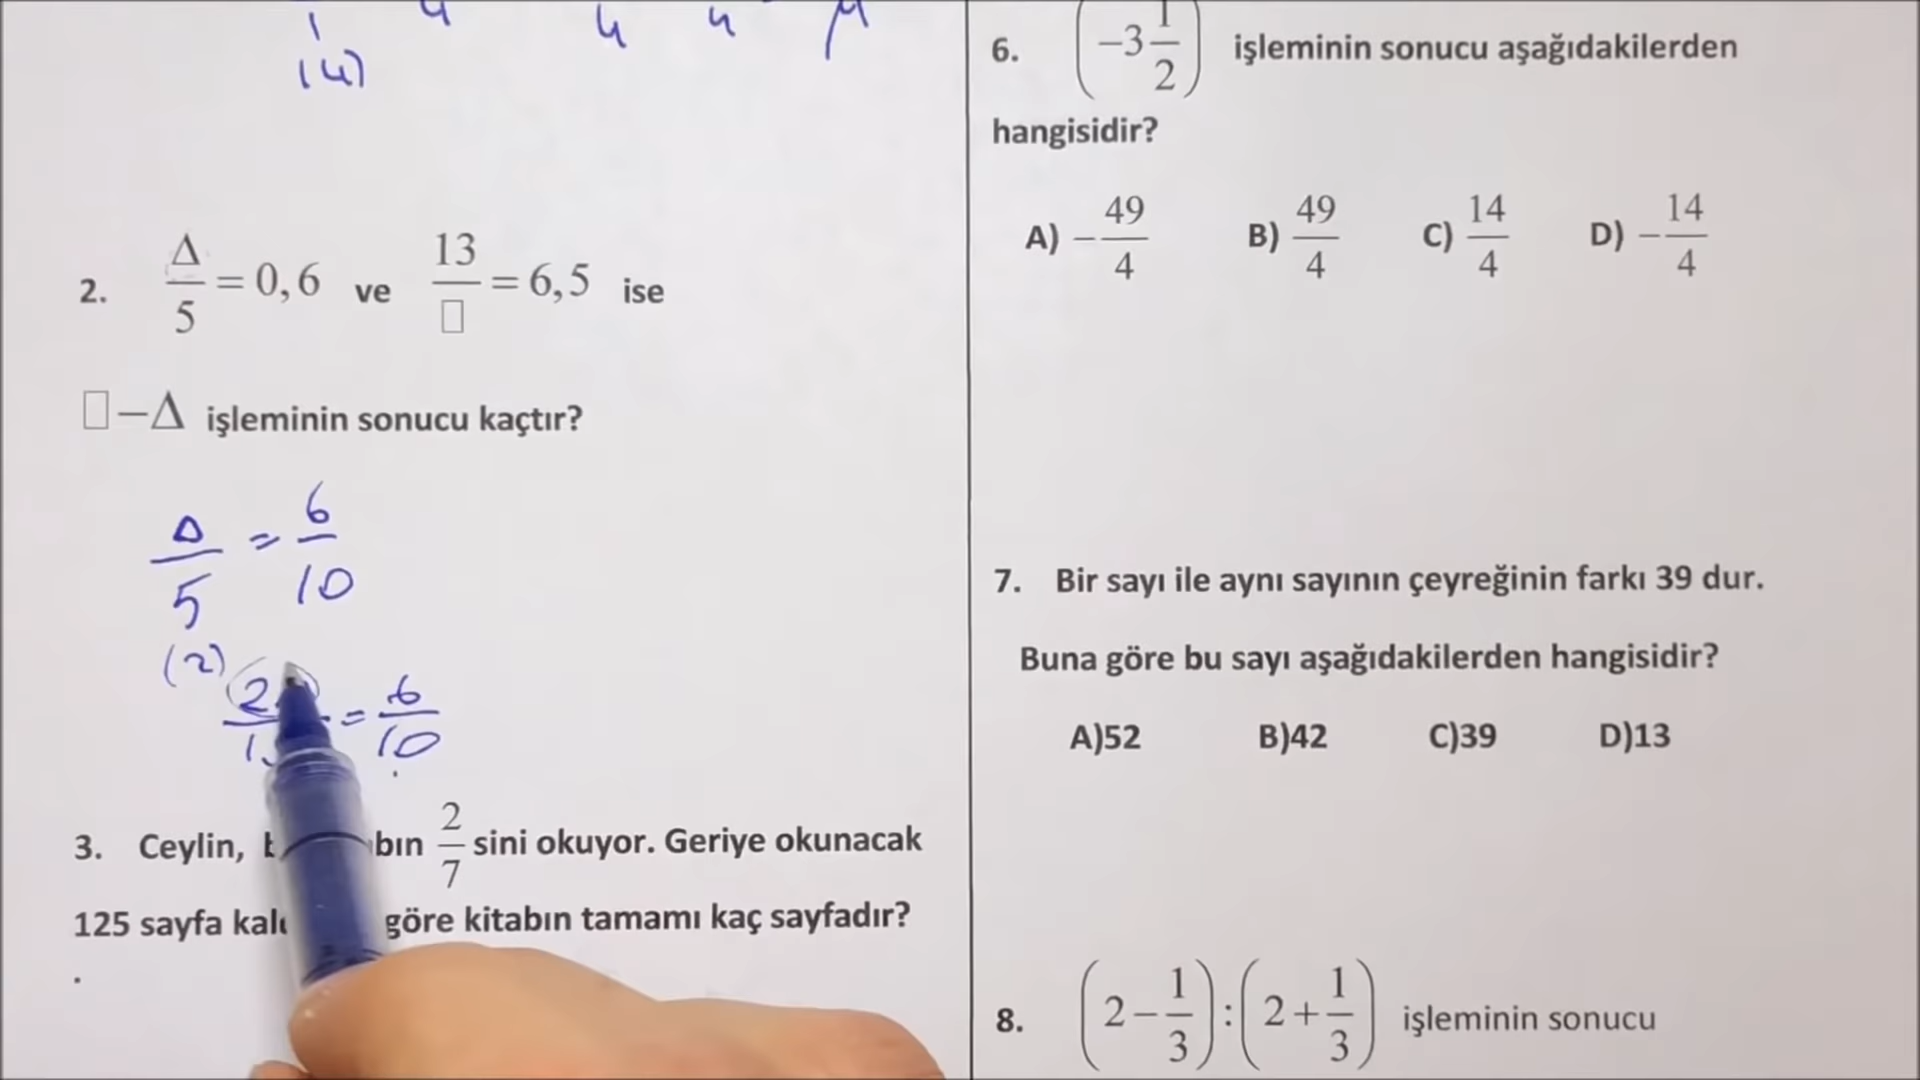 (4)
2. Δ/5 = 0,6 ve 13/□ = 6,5 ise
□−Δ işleminin sonucu kaçtır?
Δ/5 = 6/10
(2)
= 6/10
3. Ceylin, bın 2/7 sini okuyor. Geriye okunacak
125 sayfa göre kitabın tamamı kaç sayfadır?
.
6. (−3 1/2) işleminin sonucu aşağıdakilerden
hangisidir?
A) −49/4 B) 49/4 C) 14/4 D) −14/4
7. Bir sayı ile aynı sayının çeyreğinin farkı 39 dur.
Buna göre bu sayı aşağıdakilerden hangisidir?
A)52 B)42 C)39 D)13
8. (2−1/3):(2+1/3) işleminin sonucu